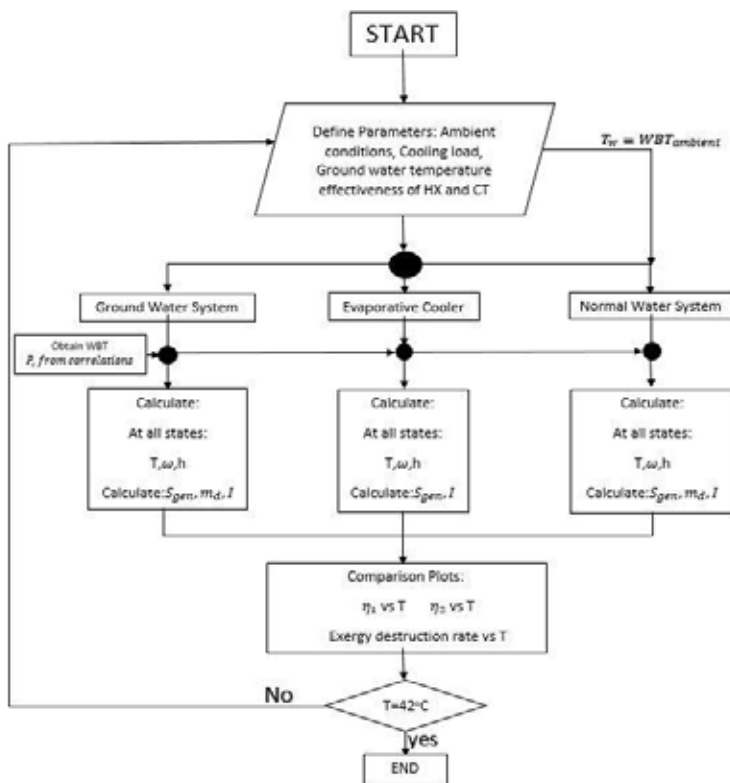 START
Define Parameters: Ambient
conditions, Cooling load,
Ground water temperature
effectiveness of HX and CT
T_w = WBT_ambient
Ground Water System
Evaporative Cooler
Normal Water System
Obtain WBT
P, from correlations
Calculate:
At all states:
T,ω,h
Calculate:S_gen, m_d, I
Calculate:
At all states:
T,ω,h
Calculate:S_gen, I
Calculate:
At all states:
T,ω,h
Calculate:S_gen, m_d, I
Comparison Plots:
η₁ vs T η₂ vs T
Exergy destruction rate vs T
No
T=42°C
yes
END